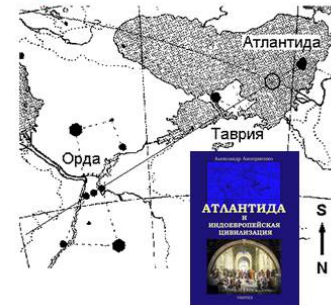 Атлантида
Таврия
Орда
АТЛАНТИДА
И
ИНДОЕВРОПЕЙСКАЯ
ЦИВИЛИЗАЦИЯ
S
N